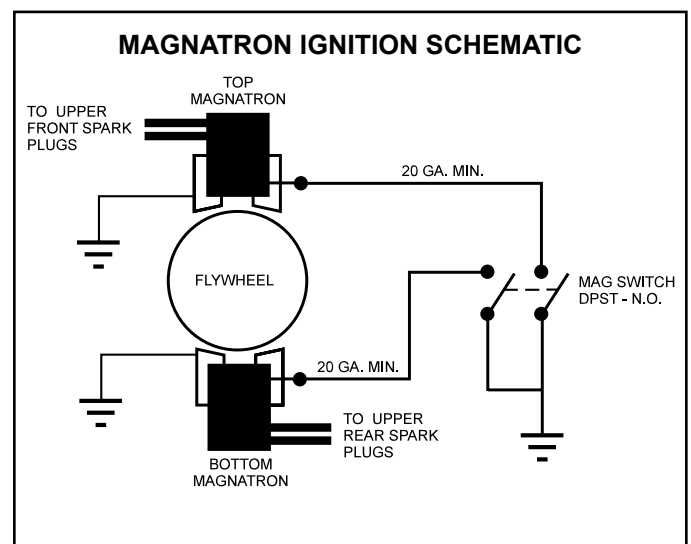 MAGNATRON IGNITION SCHEMATIC
TOP
MAGNATRON
TO UPPER
FRONT SPARK
PLUGS
20 GA. MIN.
FLYWHEEL
MAG SWITCH
DPST - N.O.
20 GA. MIN.
TO UPPER
REAR SPARK
PLUGS
BOTTOM
MAGNATRON